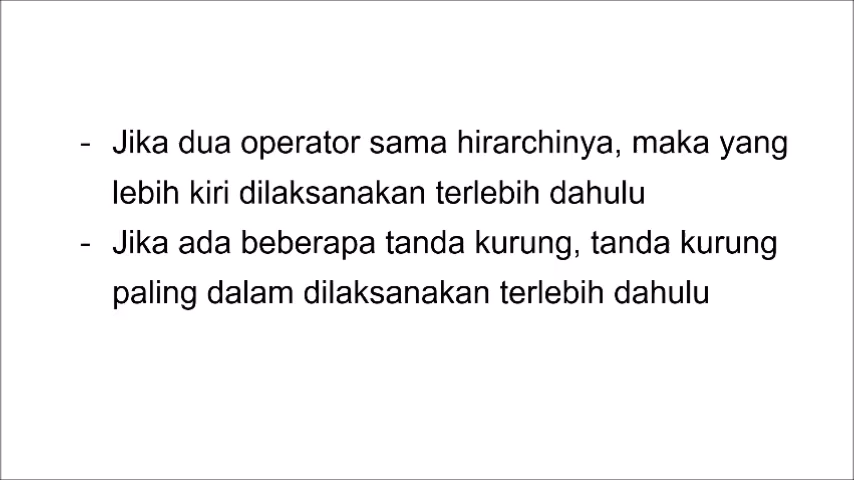 - Jika dua operator sama hirarchinya, maka yang
lebih kiri dilaksanakan terlebih dahulu
- Jika ada beberapa tanda kurung, tanda kurung
paling dalam dilaksanakan terlebih dahulu